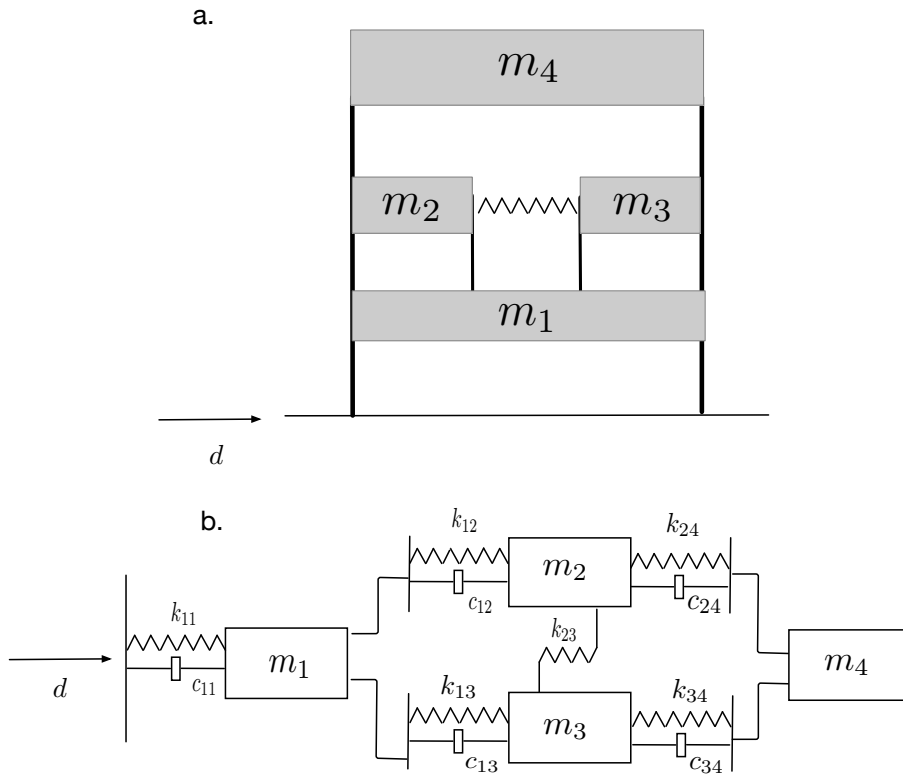 a.
m₄
m₂ m₃
m₁
d
b.
k₁₂ k₂₄
m₂
c₁₂ c₂₄
k₁₁ k₂₃
m₁ m₄
d c₁₁
k₁₃ k₃₄
m₃
c₁₃ c₃₄